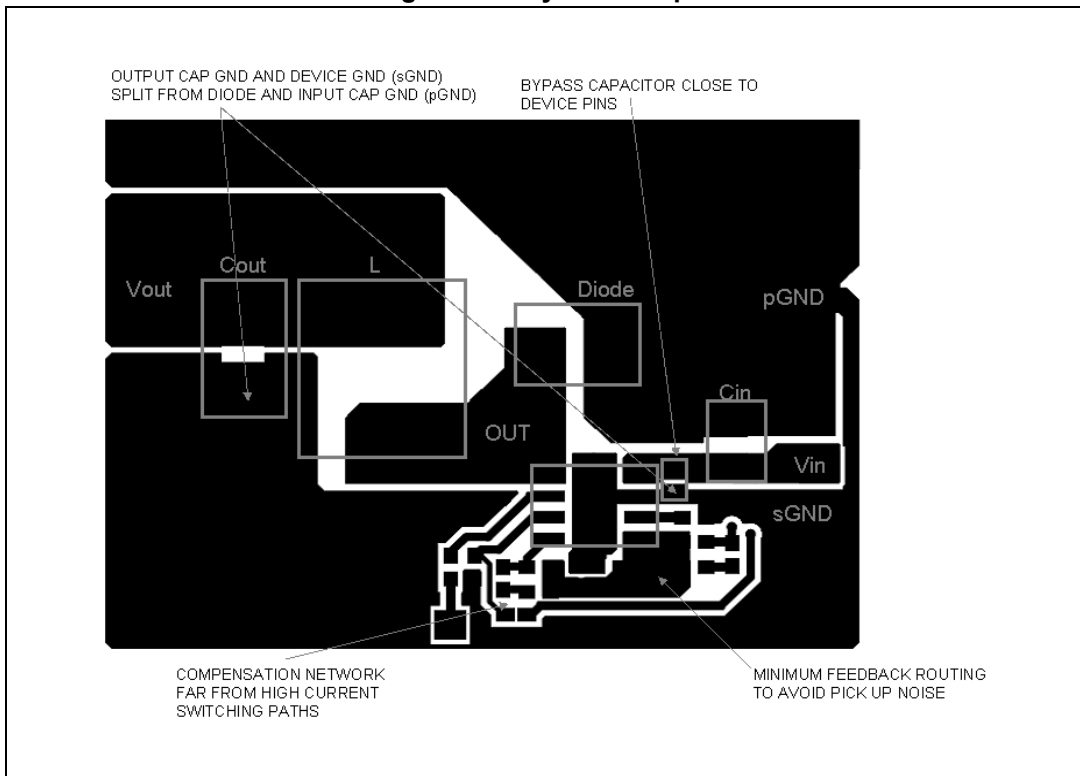 OUTPUT CAP GND AND DEVICE GND (sGND)
SPLIT FROM DIODE AND INPUT CAP GND (pGND)
BYPASS CAPACITOR CLOSE TO
DEVICE PINS
Cout
L
Vout
Diode
pGND
Cin
OUT
Vin
sGND
COMPENSATION NETWORK
FAR FROM HIGH CURRENT
SWITCHING PATHS
MINIMUM FEEDBACK ROUTING
TO AVOID PICK UP NOISE